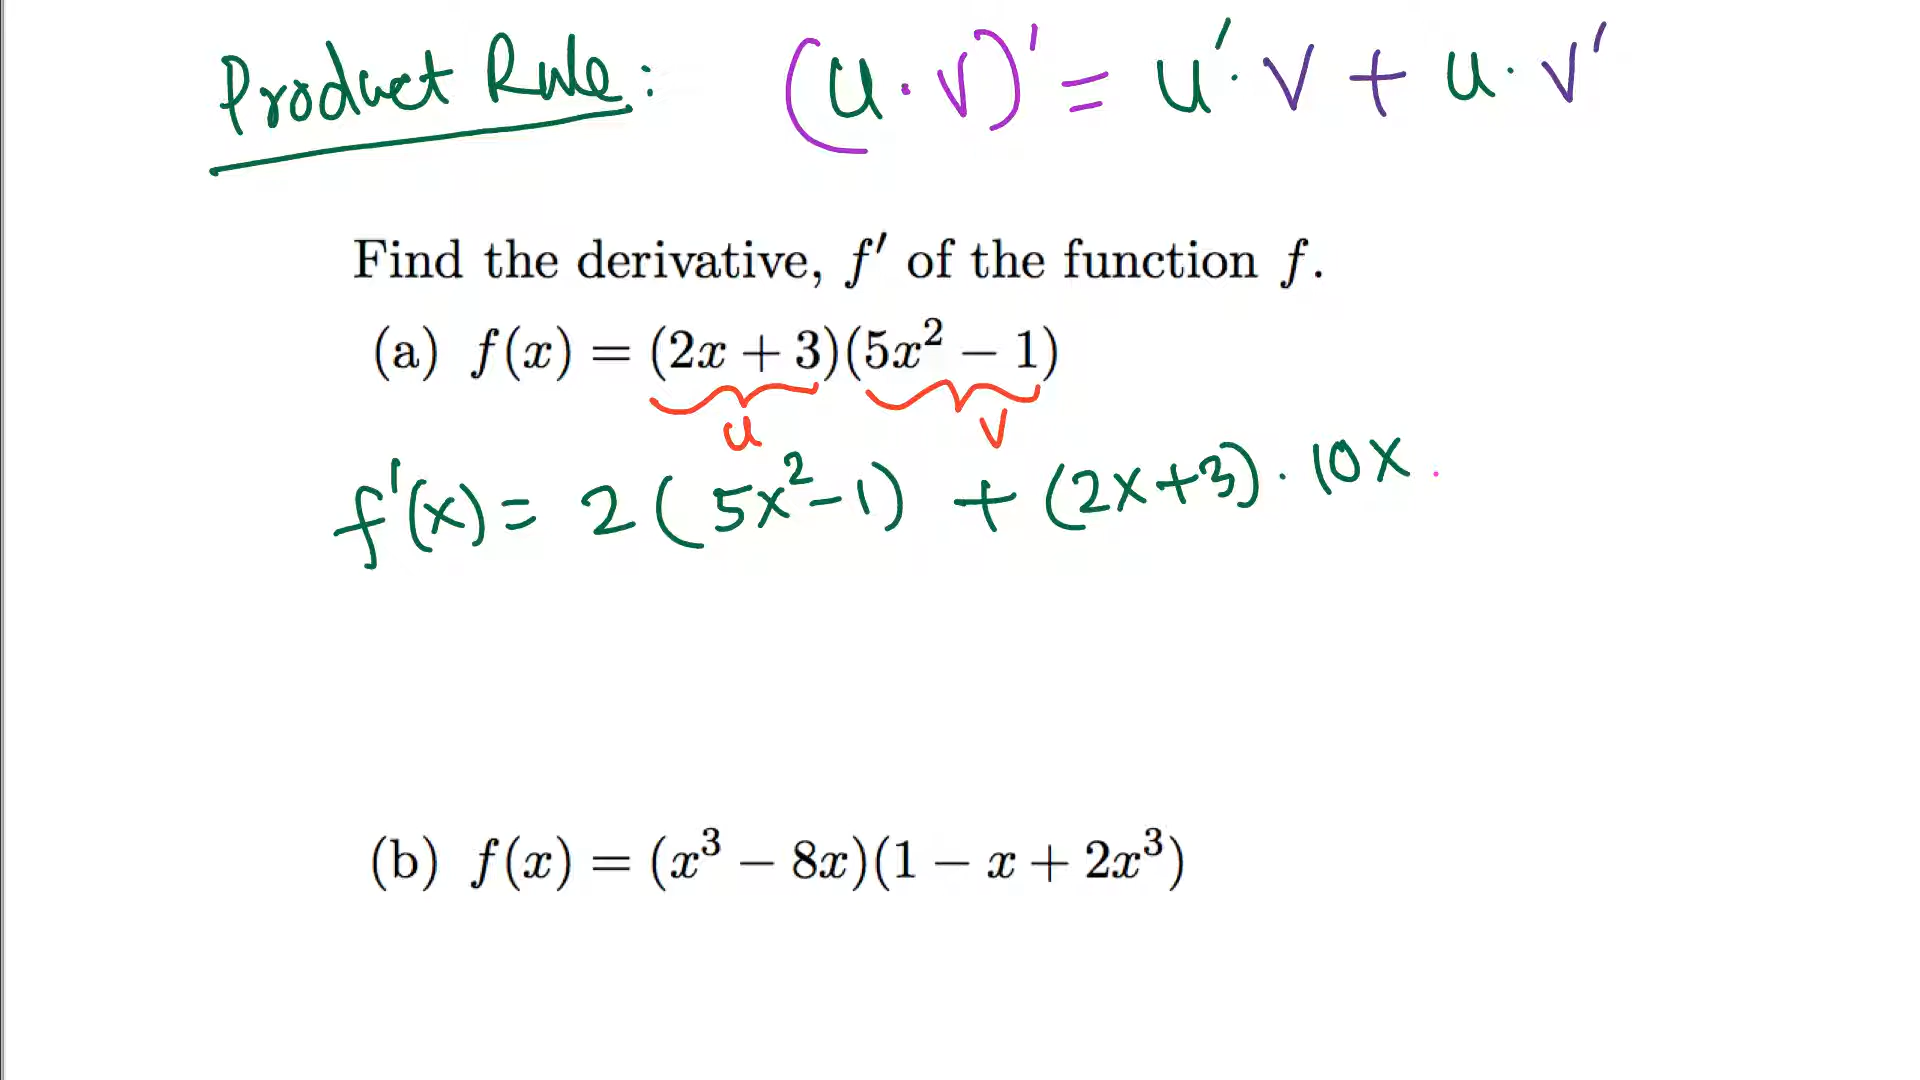 Product Rule: (u · v)' = u' · v + u · v'
Find the derivative, f′ of the function f.
(a) f(x) = (2x + 3)(5x² − 1)
u v
f'(x) = 2 (5x² − 1) + (2x + 3) · 10x
(b) f(x) = (x³ − 8x)(1 − x + 2x³)